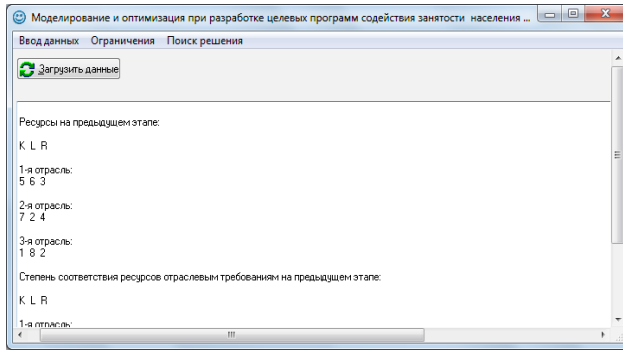 Моделирование и оптимизация при разработке целевых программ содействия занятости населения ...
Ввод данных Ограничения Поиск решения
Загрузить данные
Ресурсы на предыдущем этапе:
K L R
1-я отрасль:
5 6 3
2-я отрасль:
7 2 4
3-я отрасль:
1 8 2
Степень соответствия ресурсов отраслевым требованиям на предыдущем этапе:
K L R
1-я отрасль: